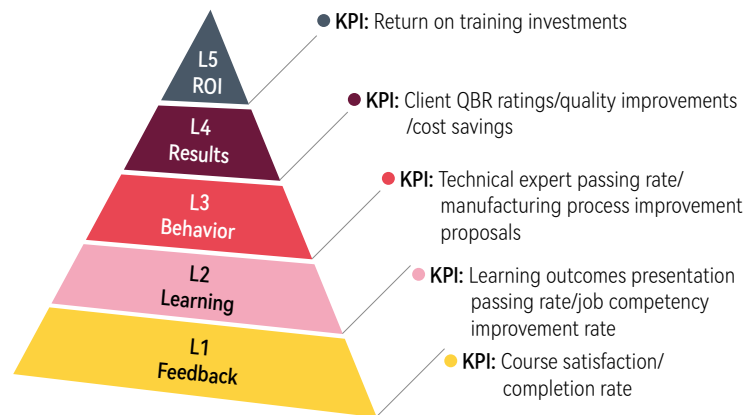 L5
ROI
KPI: Return on training investments
L4
Results
KPI: Client QBR ratings/quality improvements
/cost savings
L3
Behavior
KPI: Technical expert passing rate/
manufacturing process improvement
proposals
L2
Learning
KPI: Learning outcomes presentation
passing rate/job competency
improvement rate
L1
Feedback
KPI: Course satisfaction/
completion rate